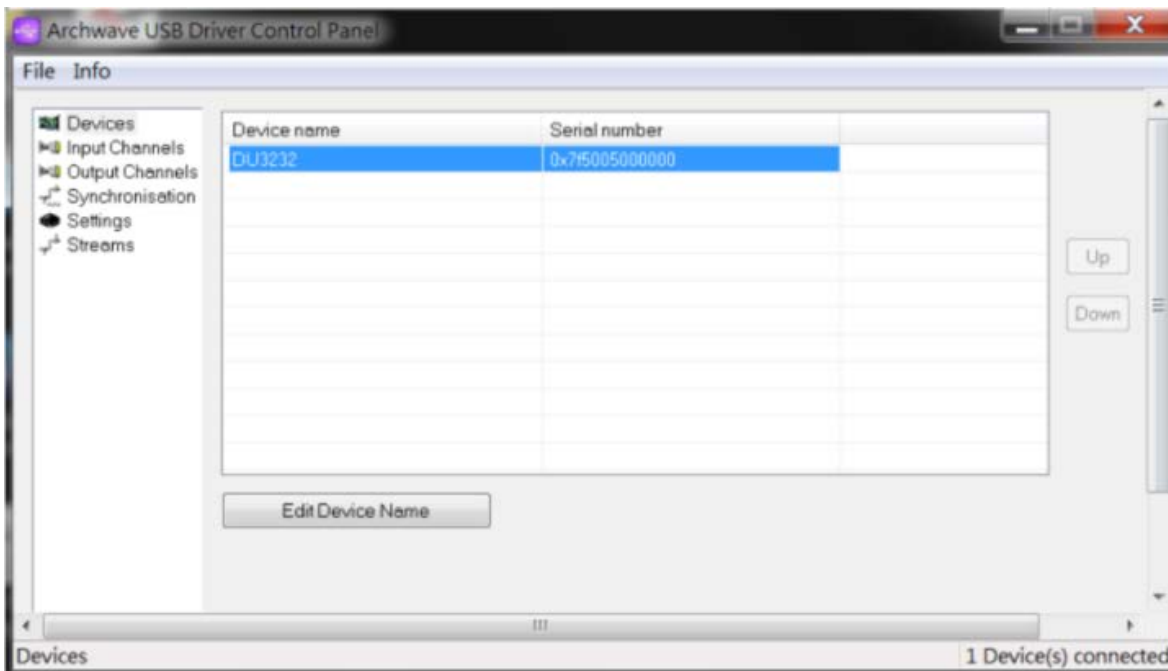 Archwave USB Driver Control Panel
File Info
Devices
Input Channels
Output Channels
Synchronisation
Settings
Streams
Device name Serial number
DU3232 0x7f5005000000
Up
Down
Edit Device Name
Devices 1 Device(s) connected